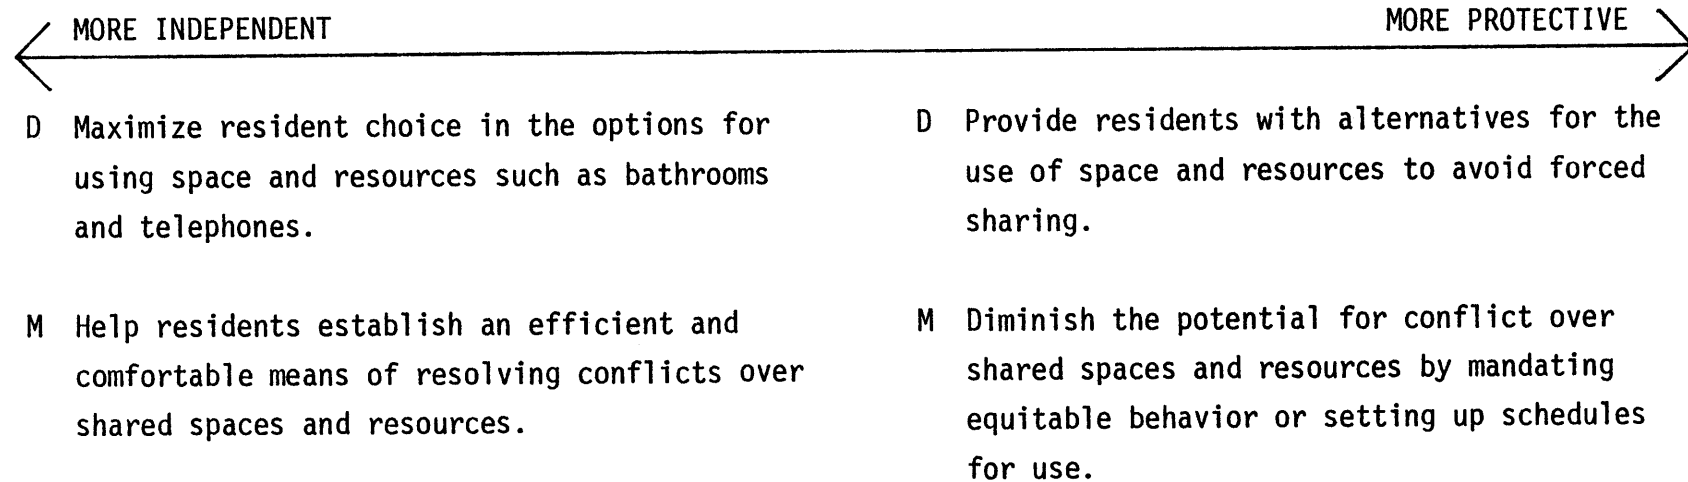 MORE INDEPENDENT
MORE PROTECTIVE
D Maximize resident choice in the options for
using space and resources such as bathrooms
and telephones.
M Help residents establish an efficient and
comfortable means of resolving conflicts over
shared spaces and resources.
D Provide residents with alternatives for the
use of space and resources to avoid forced
sharing.
M Diminish the potential for conflict over
shared spaces and resources by mandating
equitable behavior or setting up schedules
for use.